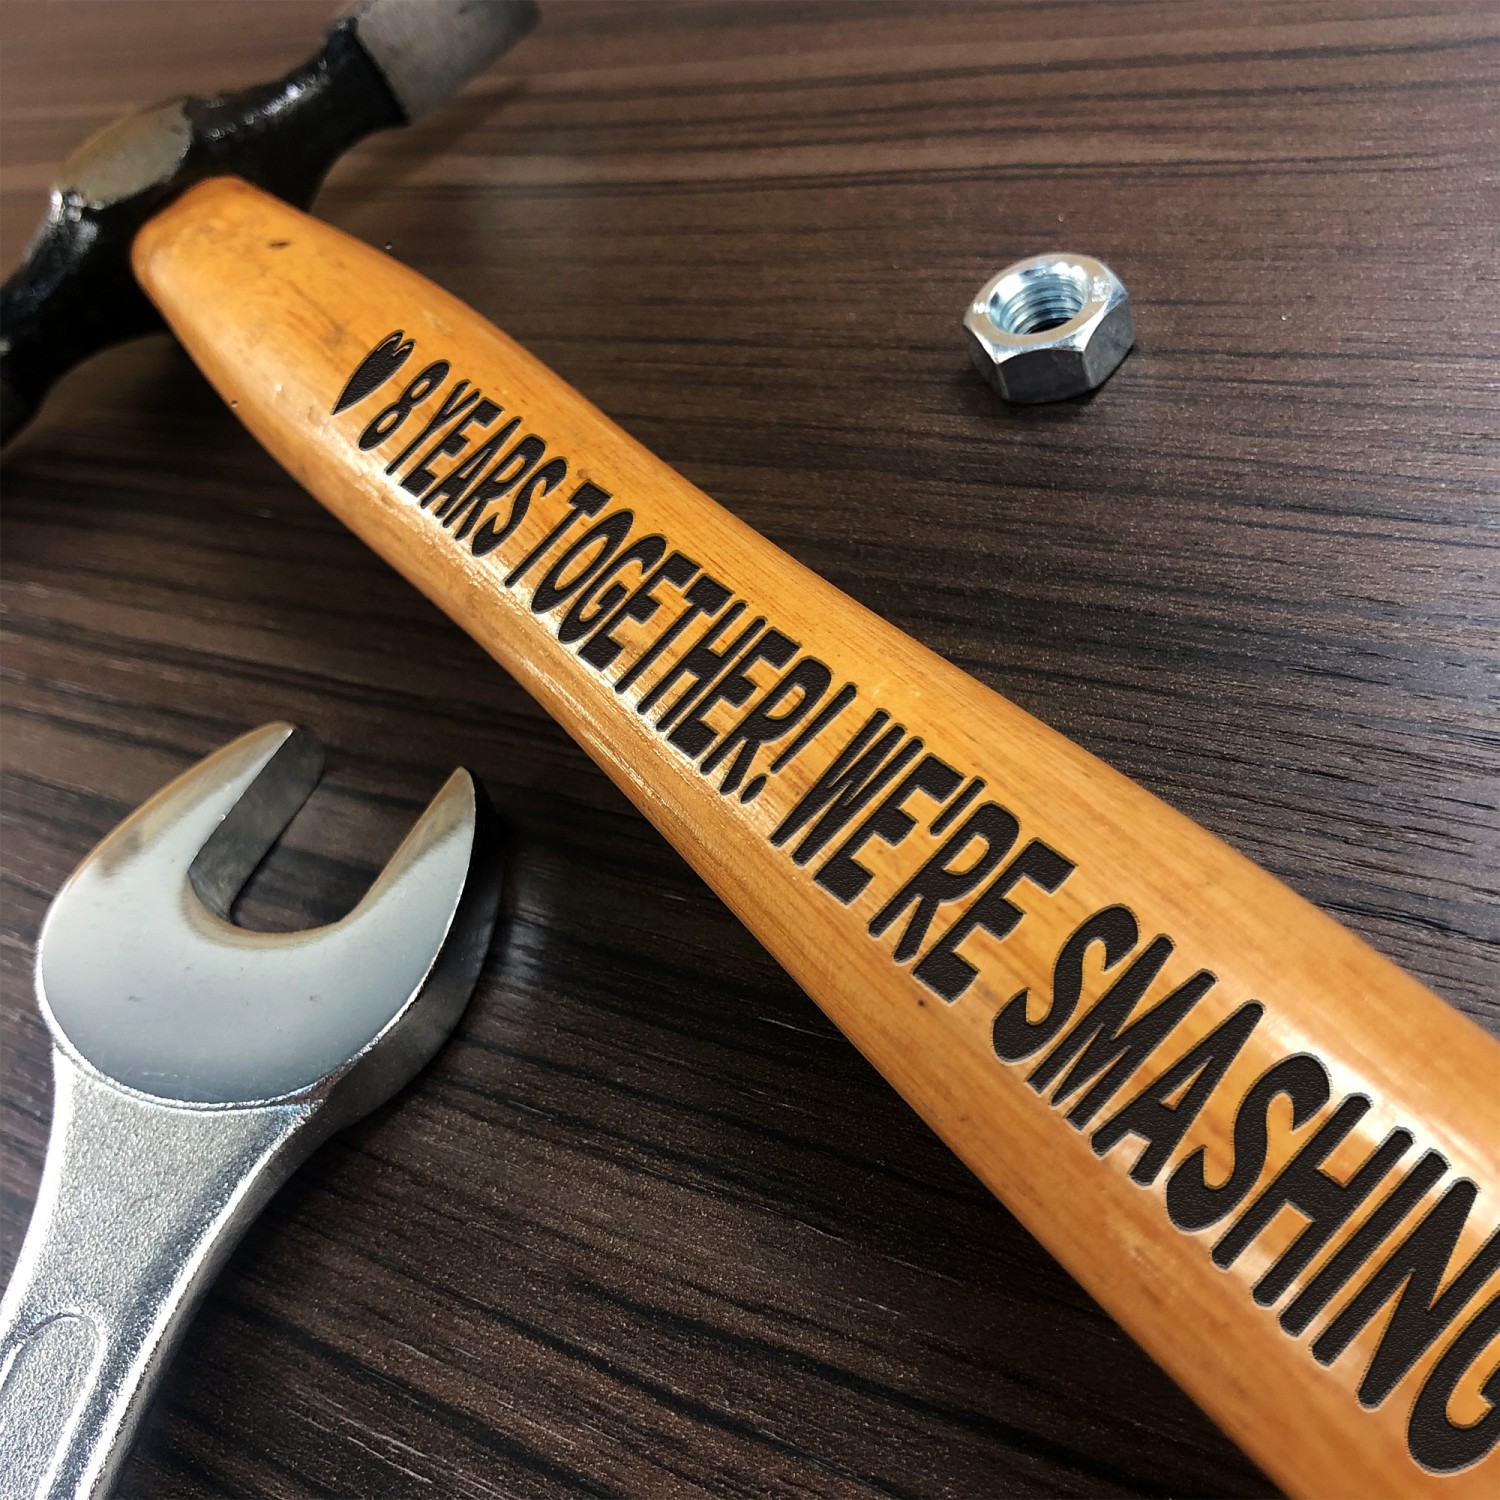 ♥ 8 YEARS TOGETHER! WE'RE SMASHING